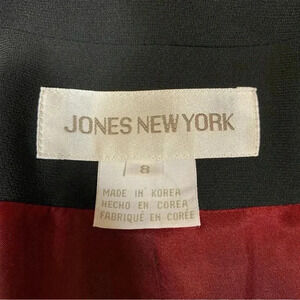 JONES NEW YORK
8
MADE IN KOREA
HECHO EN COREA
FABRIQUÉ EN CORÉE